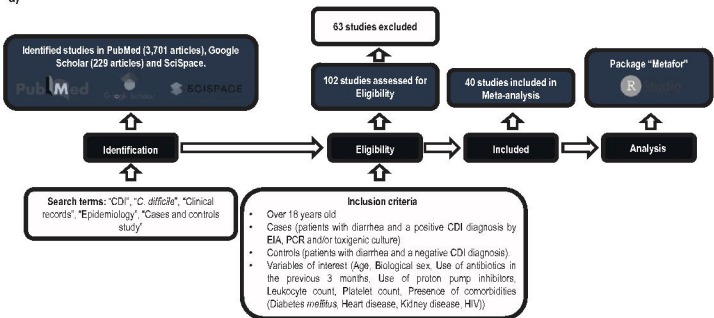 63 studies excluded
Identified studies in PubMed (3,701 articles), Google
Scholar (229 articles) and SciSpace.
PubMed
Google Scholar
SCISPACE
102 studies assessed for
Eligibility
40 studies included in
Meta-analysis
Package "Metafor"
R Studio
Identification
Eligibility
Included
Analysis
Search terms: "CDI", "C. difficile", "Clinical
records", "Epidemiology", "Cases and controls
study"
Inclusion criteria
• Over 18 years old
• Cases (patients with diarrhea and a positive CDI diagnosis by
EIA, PCR and/or toxigenic culture)
• Controls (patients with diarrhea and a negative CDI diagnosis).
• Variables of interest (Age, Biological sex, Use of antibiotics in
the previous 3 months, Use of proton pump inhibitors,
Leukocyte count, Platelet count, Presence of comorbidities
(Diabetes mellitus, Heart disease, Kidney disease, HIV))